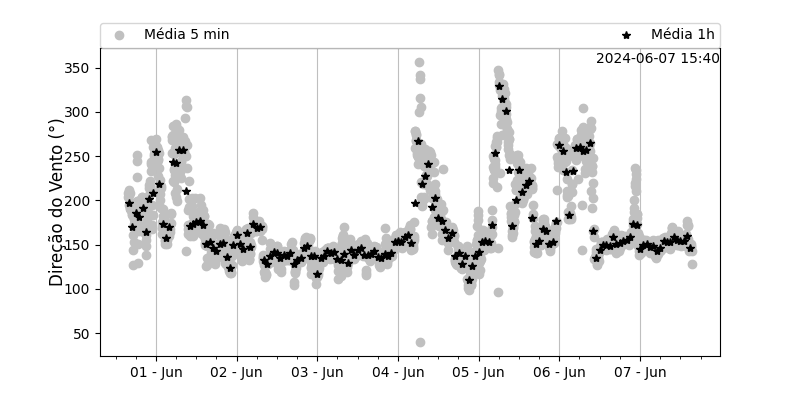 Média 5 min
Média 1h
2024-06-07 15:40
Direção do Vento (°)
350
300
250
200
150
100
50
01 - Jun
02 - Jun
03 - Jun
04 - Jun
05 - Jun
06 - Jun
07 - Jun